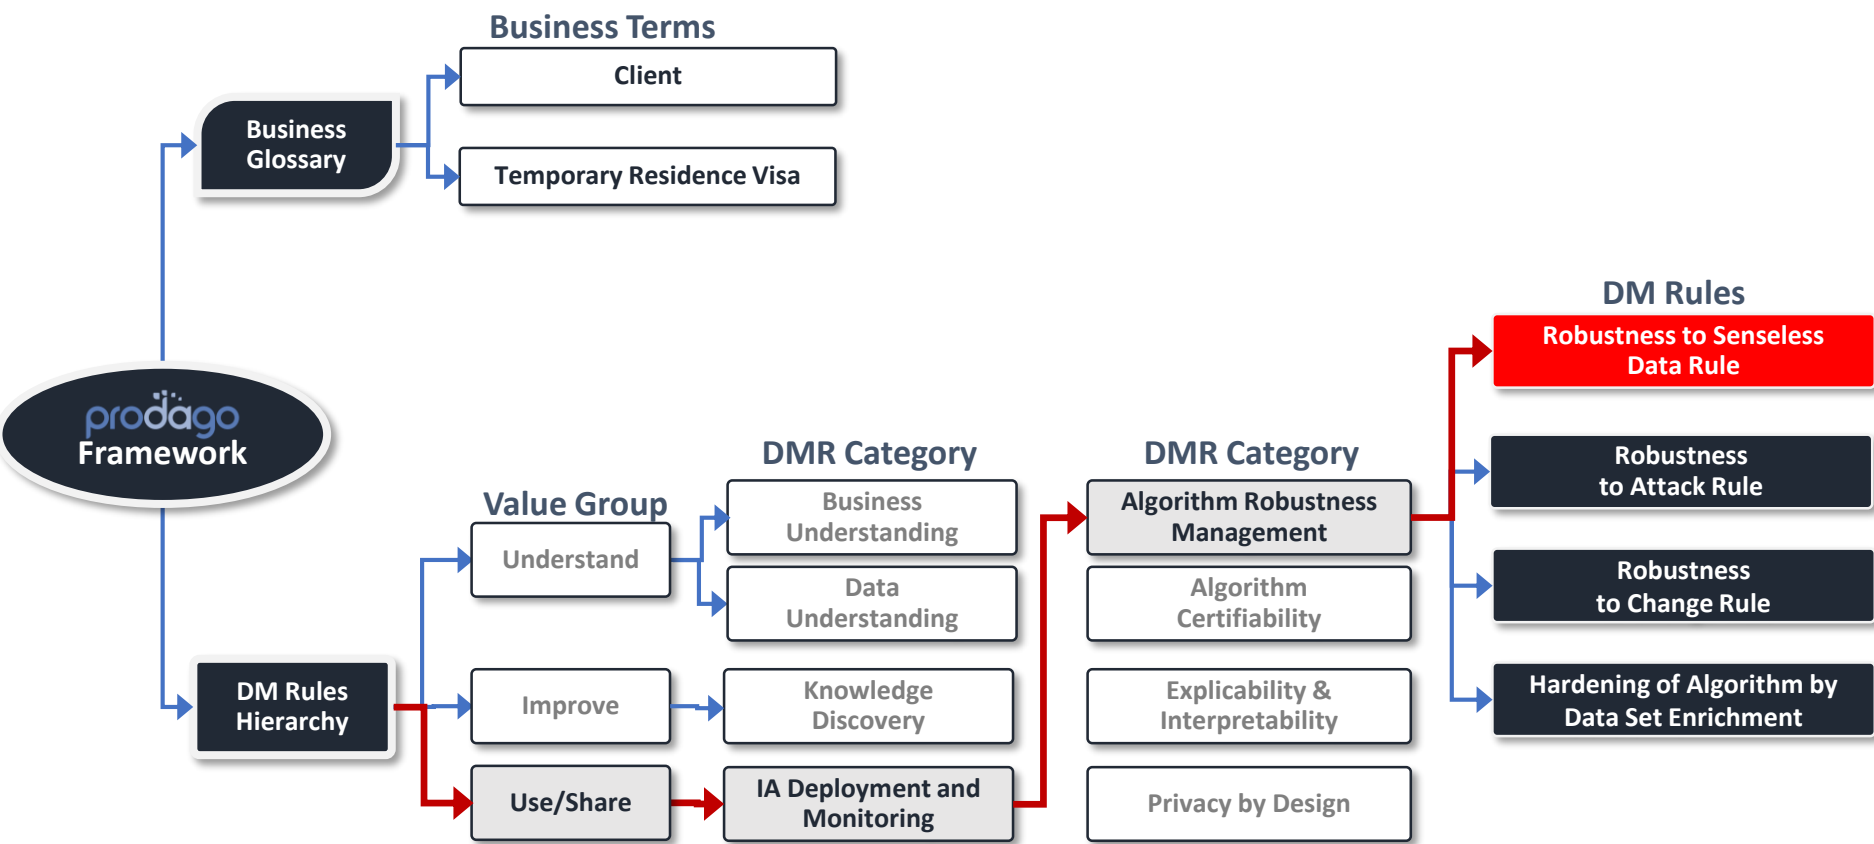 Business Terms
Client
Business
Glossary
Temporary Residence Visa
DM Rules
Robustness to Senseless
Data Rule
prodago
Framework
DMR Category
DMR Category
Robustness
to Attack Rule
Value Group
Business
Understanding
Algorithm Robustness
Management
Understand
Data
Understanding
Algorithm
Certifiability
Robustness
to Change Rule
DM Rules
Hierarchy
Improve
Knowledge
Discovery
Explicability &
Interpretability
Hardening of Algorithm by
Data Set Enrichment
Use/Share
IA Deployment and
Monitoring
Privacy by Design